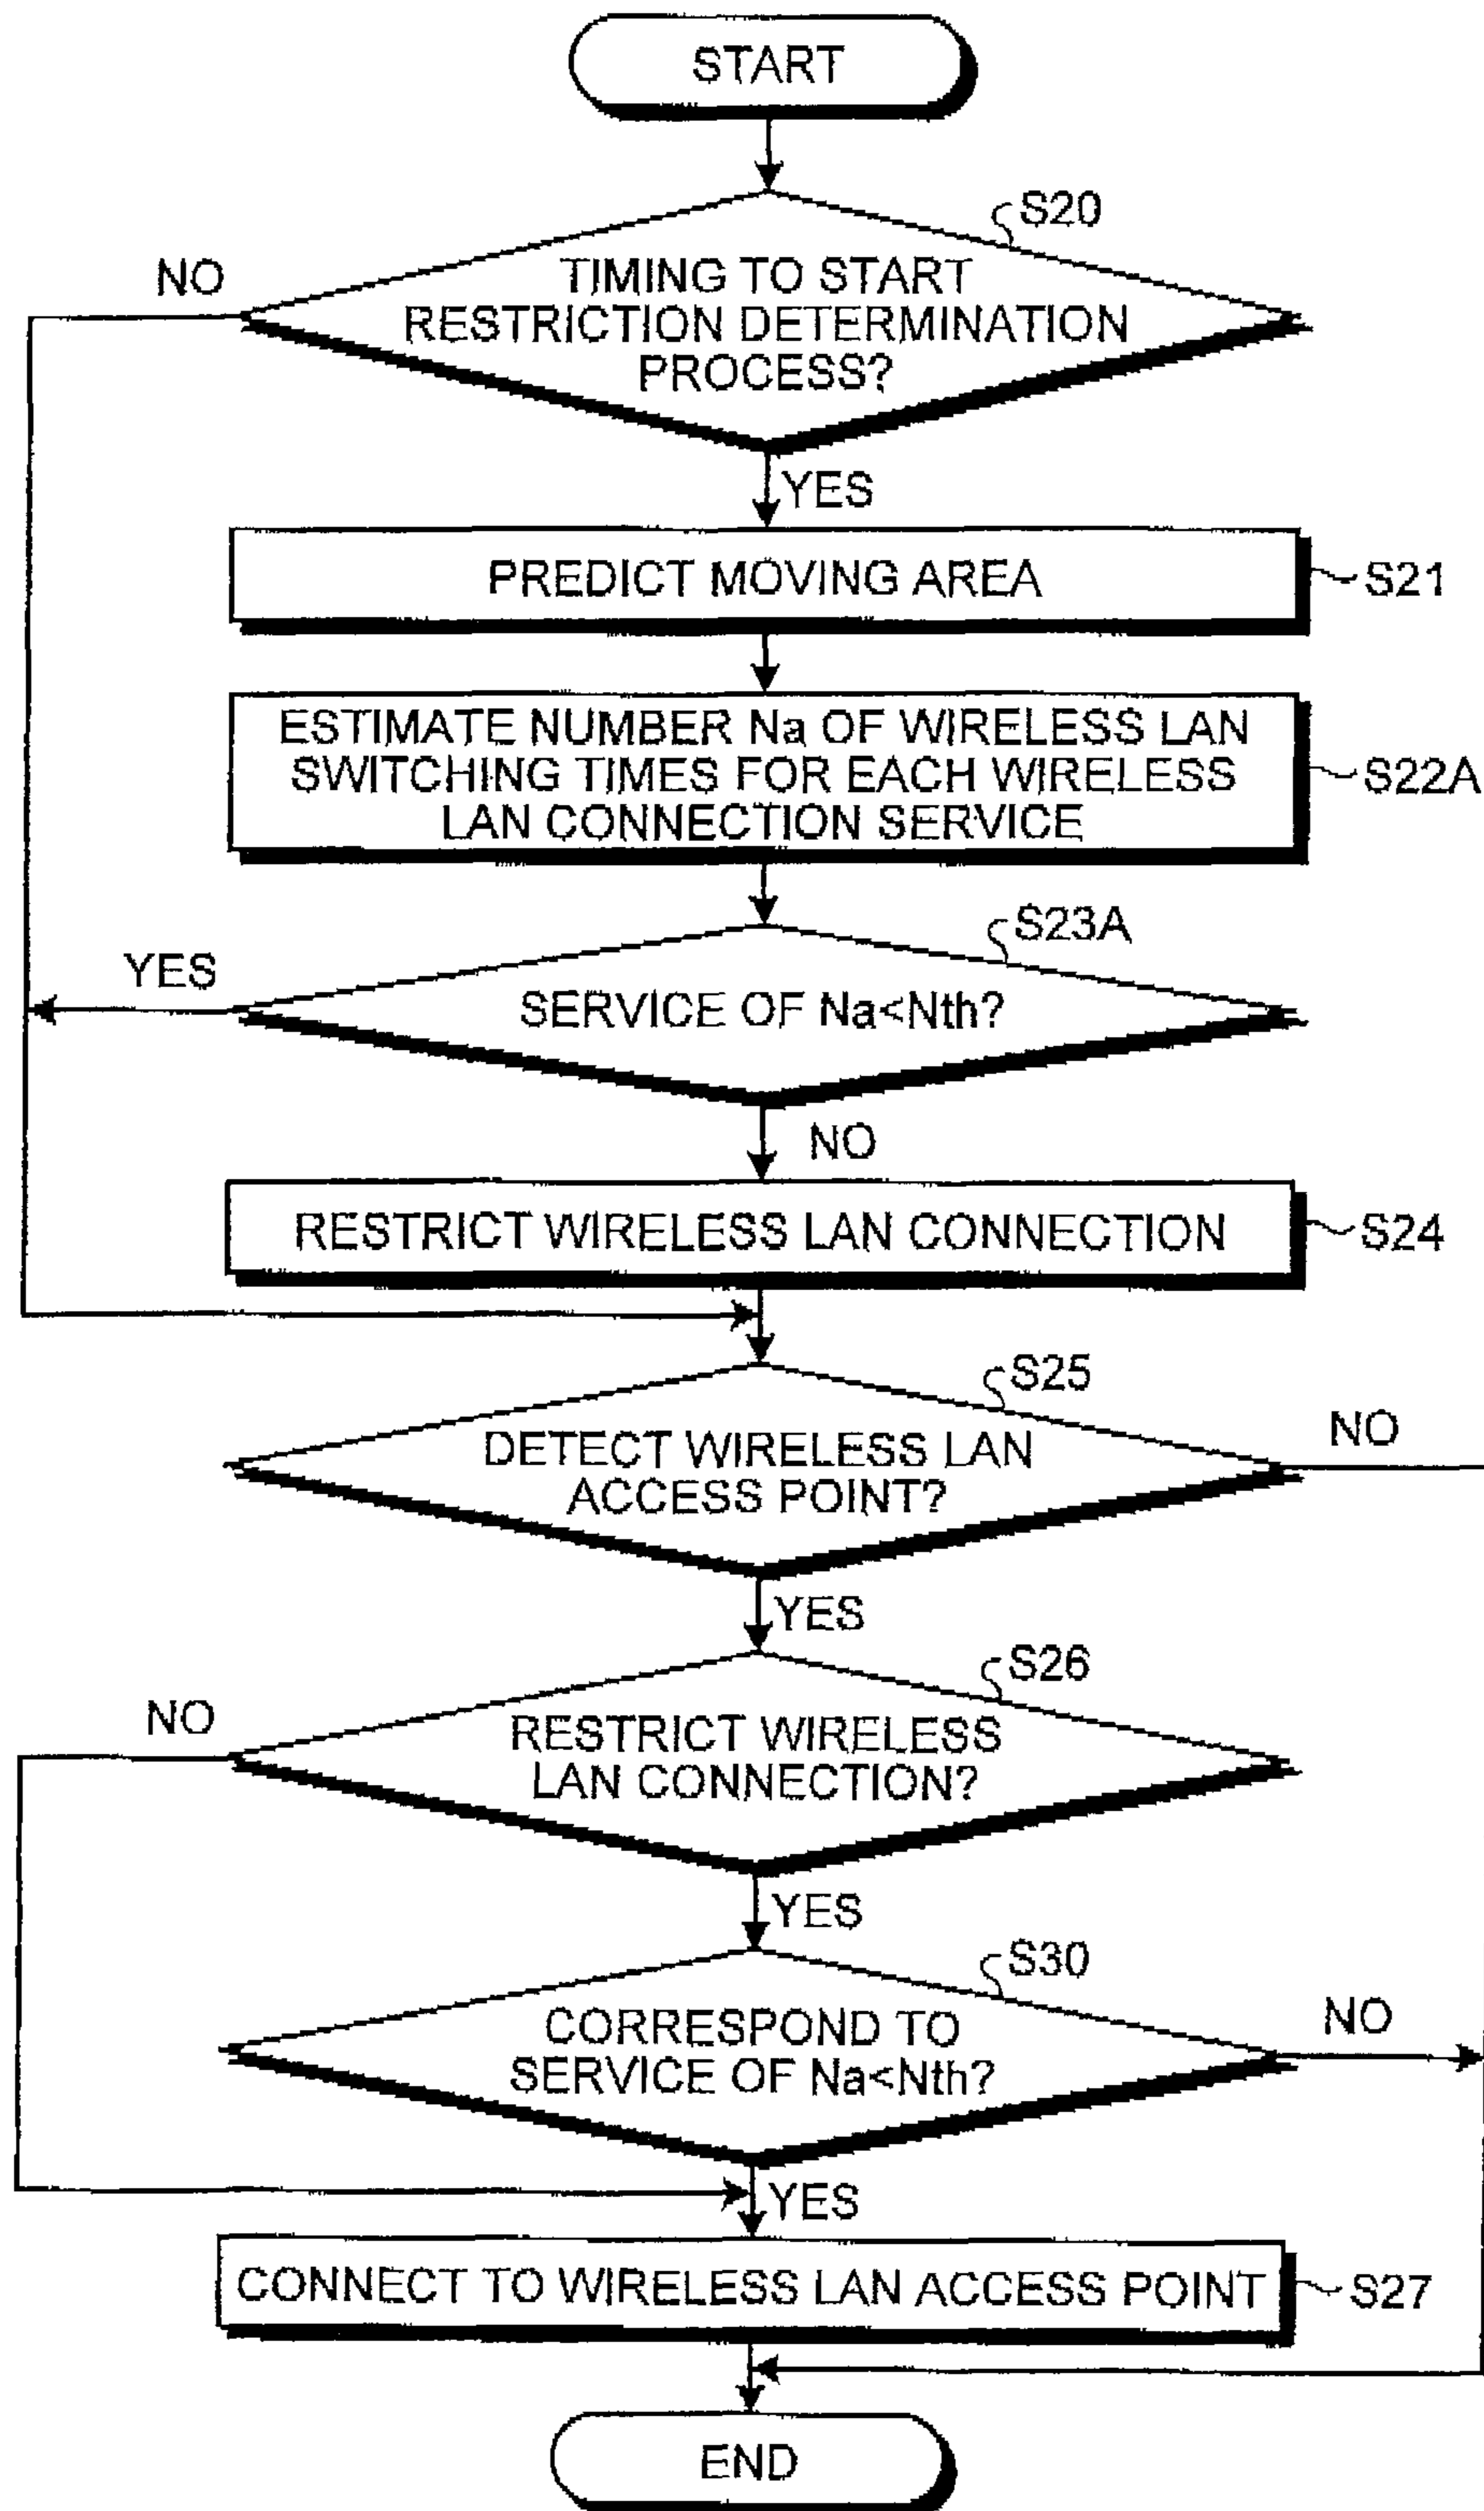 START
S20
NO
TIMING TO START
RESTRICTION DETERMINATION
PROCESS?
YES
PREDICT MOVING AREA
S21
ESTIMATE NUMBER Na OF WIRELESS LAN
SWITCHING TIMES FOR EACH WIRELESS
LAN CONNECTION SERVICE
S22A
S23A
YES
SERVICE OF Na<Nth?
NO
RESTRICT WIRELESS LAN CONNECTION
S24
S25
NO
DETECT WIRELESS LAN
ACCESS POINT?
YES
S26
NO
RESTRICT WIRELESS
LAN CONNECTION?
YES
S30
NO
CORRESPOND TO
SERVICE OF Na<Nth?
YES
CONNECT TO WIRELESS LAN ACCESS POINT
S27
END